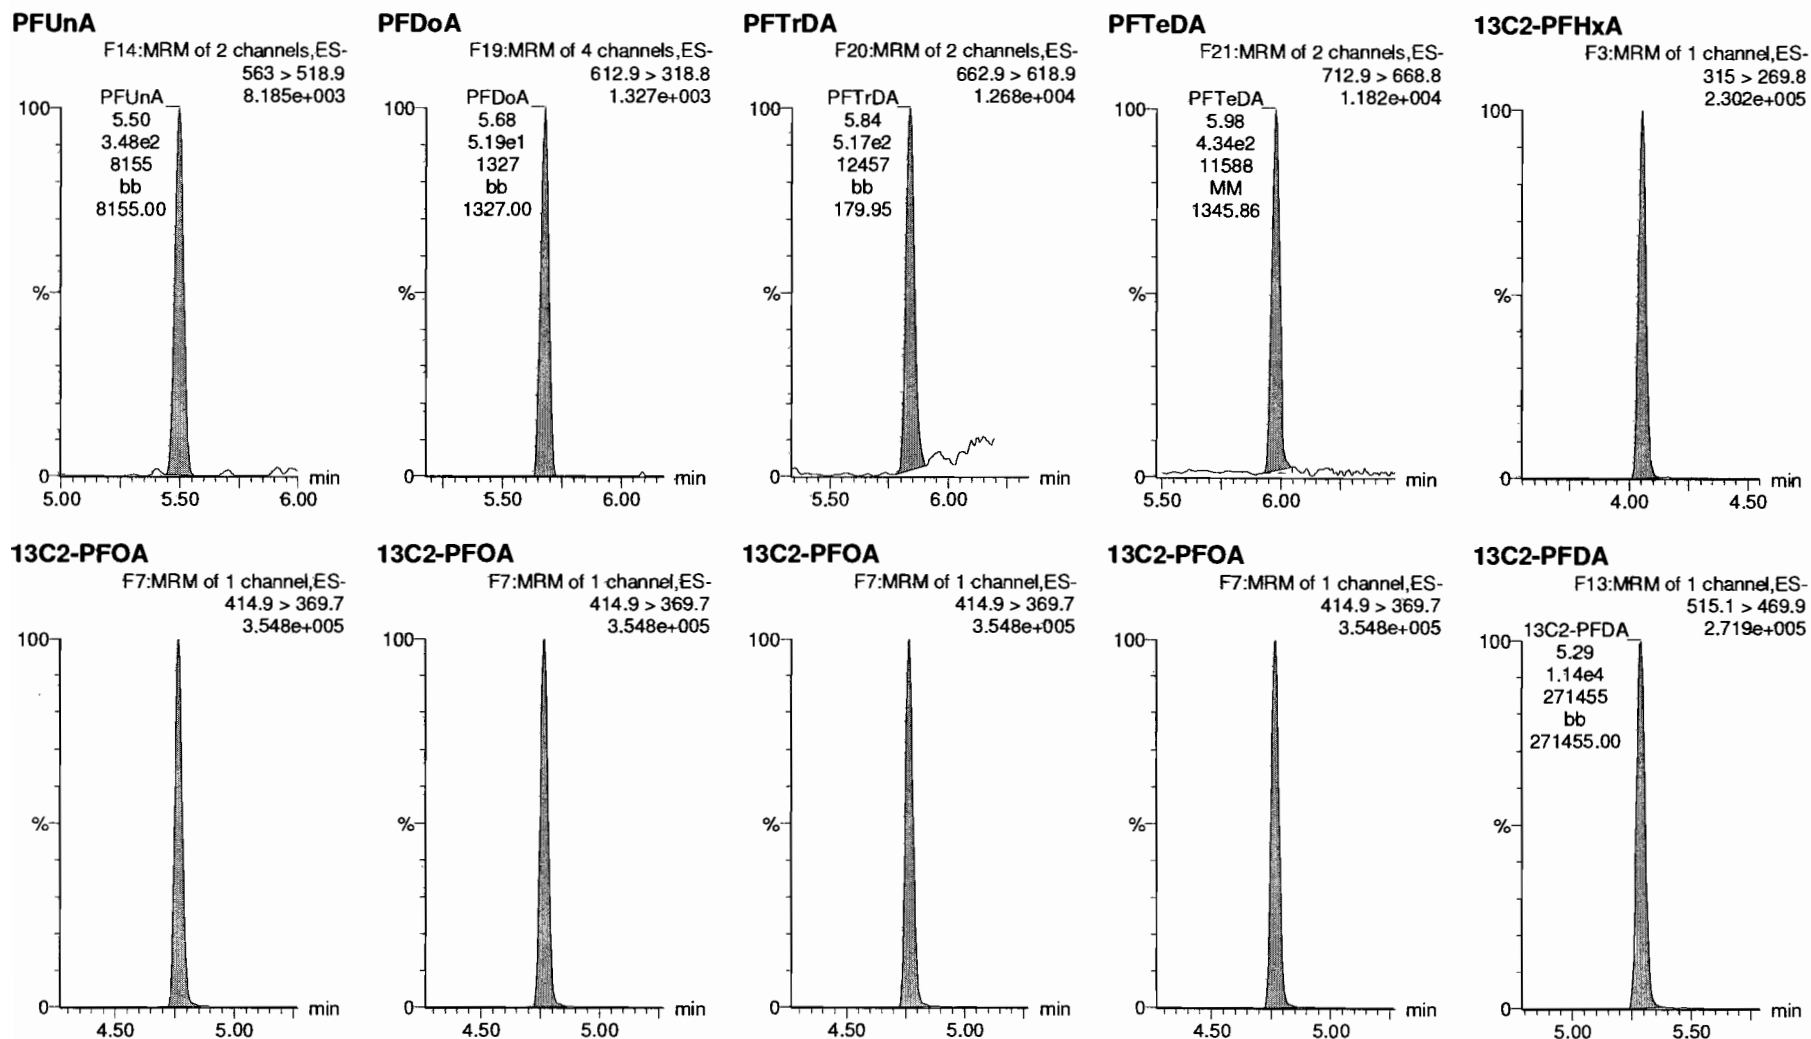 PFUnA
F14:MRM of 2 channels,ES-
563 > 518.9
8.185e+003
PFUnA
5.50
3.48e2
8155
bb
8155.00
100
%
0
5.00 5.50 6.00
min
PFDoA
F19:MRM of 4 channels,ES-
612.9 > 318.8
1.327e+003
PFDoA
5.68
5.19e1
1327
bb
1327.00
100
%
0
5.50 6.00
min
PFTrDA
F20:MRM of 2 channels,ES-
662.9 > 618.9
1.268e+004
PFTrDA
5.84
5.17e2
12457
bb
179.95
100
%
0
5.50 6.00
min
PFTeDA
F21:MRM of 2 channels,ES-
712.9 > 668.8
1.182e+004
PFTeDA
5.98
4.34e2
11588
MM
1345.86
100
%
0
5.50 6.00
min
13C2-PFHxA
F3:MRM of 1 channel,ES-
315 > 269.8
2.302e+005
100
%
0
4.00 4.50
min
13C2-PFOA
F7:MRM of 1 channel,ES-
414.9 > 369.7
3.548e+005
100
%
0
4.50 5.00
min
13C2-PFOA
F7:MRM of 1 channel,ES-
414.9 > 369.7
3.548e+005
100
%
0
4.50 5.00
min
13C2-PFOA
F7:MRM of 1 channel,ES-
414.9 > 369.7
3.548e+005
100
%
0
4.50 5.00
min
13C2-PFOA
F7:MRM of 1 channel,ES-
414.9 > 369.7
3.548e+005
100
%
0
4.50 5.00
min
13C2-PFDA
F13:MRM of 1 channel,ES-
515.1 > 469.9
2.719e+005
13C2-PFDA
5.29
1.14e4
271455
bb
271455.00
100
%
0
5.00 5.50
min